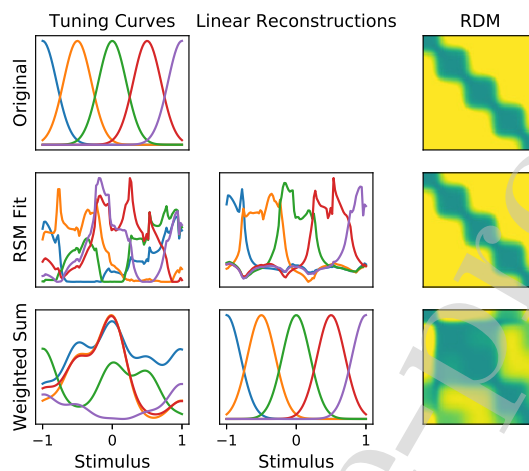 Tuning Curves Linear Reconstructions RDM
Original
RSM Fit
Weighted Sum
−1 0 1 −1 0 1
Stimulus Stimulus